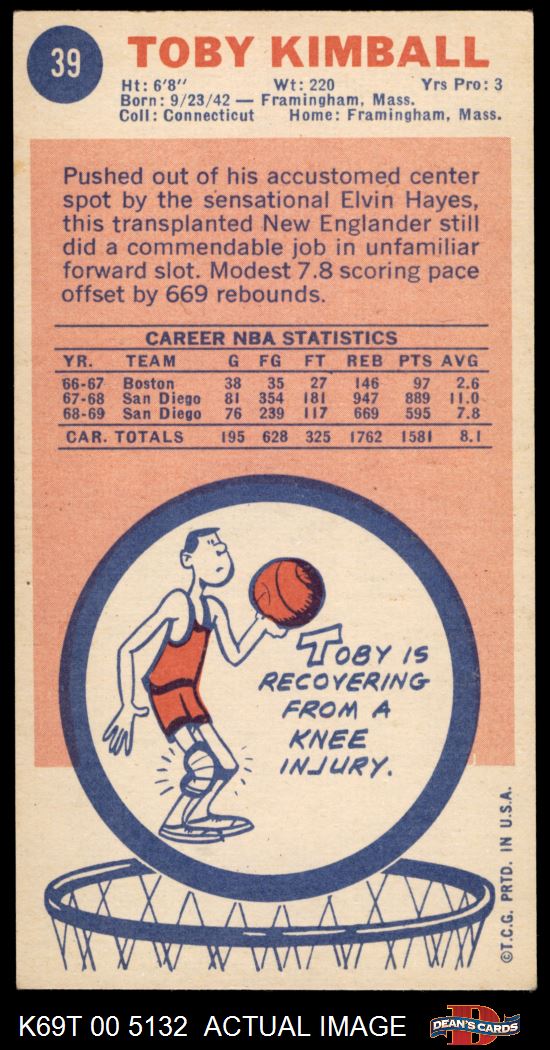 39
TOBY KIMBALL
Ht: 6'8'' Wt: 220 Yrs Pro: 3
Born: 9/23/42 — Framingham, Mass.
Coll: Connecticut Home: Framingham, Mass.
Pushed out of his accustomed center
spot by the sensational Elvin Hayes,
this transplanted New Englander still
did a commendable job in unfamiliar
forward slot. Modest 7.8 scoring pace
offset by 669 rebounds.
CAREER NBA STATISTICS
YR. TEAM G FG FT REB PTS AVG
66-67 Boston 38 35 27 146 97 2.6
67-68 San Diego 81 354 181 947 889 11.0
68-69 San Diego 76 239 117 669 595 7.8
CAR. TOTALS 195 628 325 1762 1581 8.1
TOBY IS
RECOVERING
FROM A
KNEE
INJURY.
©T.C.G. PRTD. IN U.S.A.
K69T 00 5132 ACTUAL IMAGE
D
DEAN'S CARDS